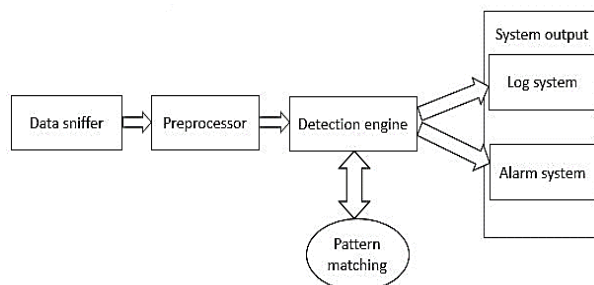 System output
Log system
Data sniffer
Preprocessor
Detection engine
Alarm system
Pattern
matching